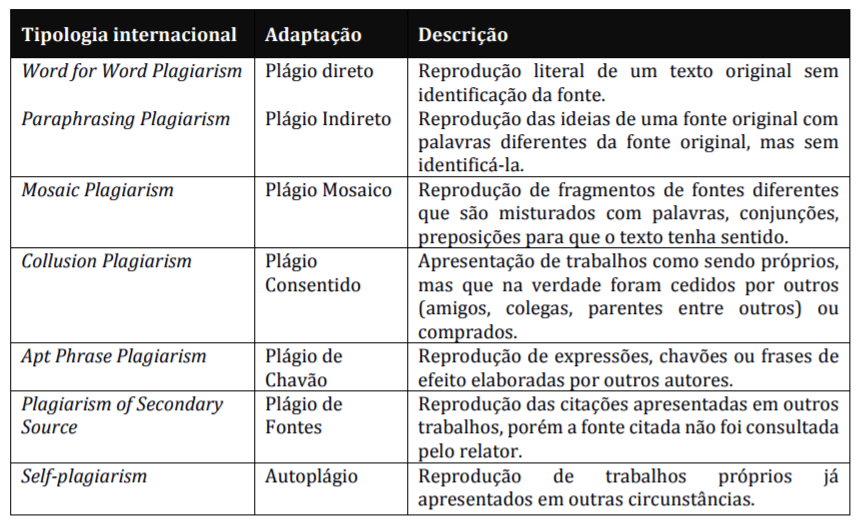 Tipologia internacional Adaptação Descrição
Word for Word Plagiarism Plágio direto Reprodução literal de um texto original sem
identificação da fonte.
Paraphrasing Plagiarism Plágio Indireto Reprodução das ideias de uma fonte original com
palavras diferentes da fonte original, mas sem
identificá-la.
Mosaic Plagiarism Plágio Mosaico Reprodução de fragmentos de fontes diferentes
que são misturados com palavras, conjunções,
preposições para que o texto tenha sentido.
Collusion Plagiarism Plágio Apresentação de trabalhos como sendo próprios,
Consentido mas que na verdade foram cedidos por outros
(amigos, colegas, parentes entre outros) ou
comprados.
Apt Phrase Plagiarism Plágio de Reprodução de expressões, chavões ou frases de
Chavão efeito elaboradas por outros autores.
Plagiarism of Secondary Plágio de Reprodução das citações apresentadas em outros
Source Fontes trabalhos, porém a fonte citada não foi consultada
pelo relator.
Self-plagiarism Autoplágio Reprodução de trabalhos próprios já
apresentados em outras circunstâncias.